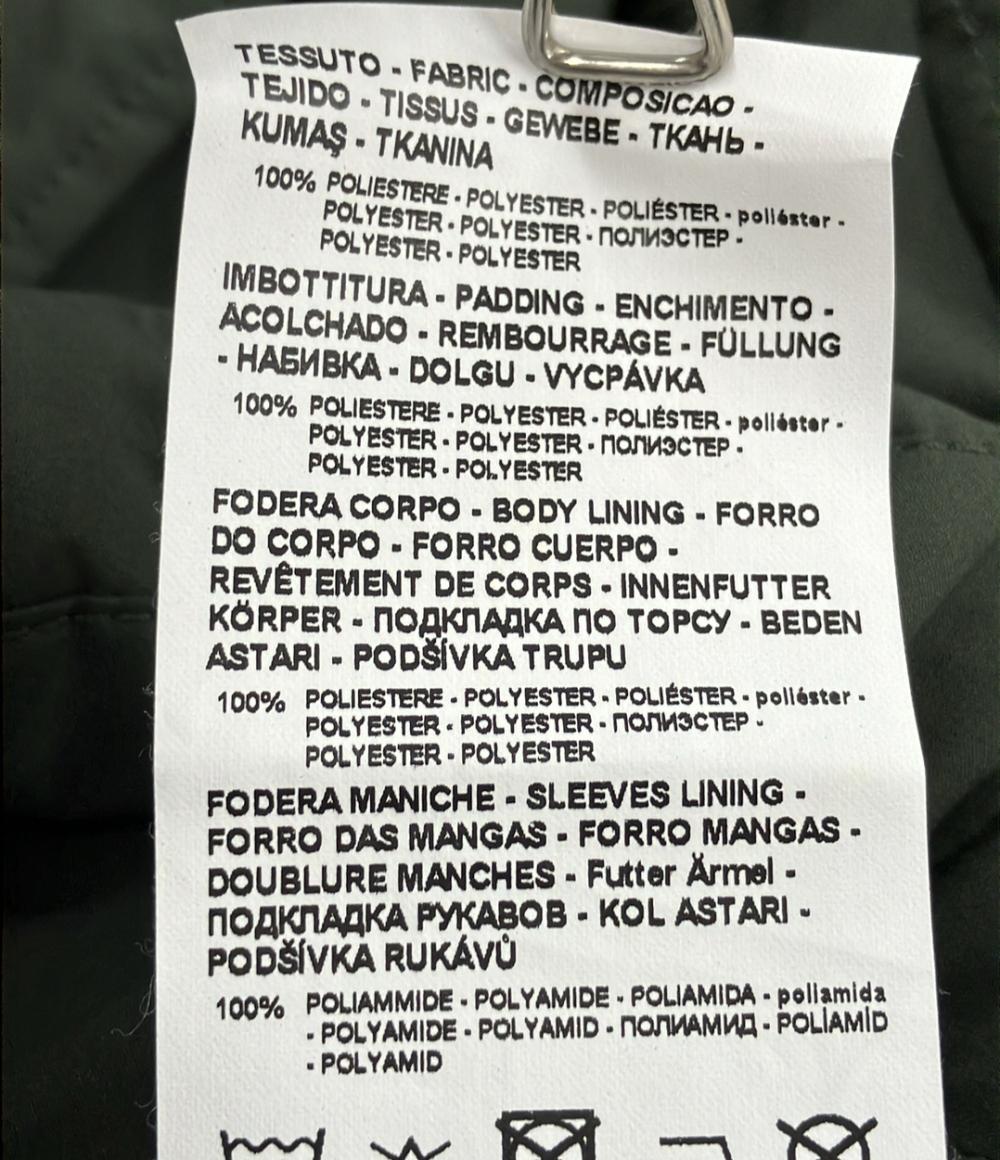 TESSUTO - FABRIC - COMPOSICAO -
TEJIDO - TISSUS - GEWEBE - ТКАНЬ -
KUMAŞ - TKANINA
100% POLIESTERE - POLYESTER - POLIÉSTER - poliéster -
POLYESTER - POLYESTER - ПОЛИЭСТЕР -
POLYESTER - POLYESTER
IMBOTTITURA - PADDING - ENCHIMENTO -
ACOLCHADO - REMBOURRAGE - FÜLLUNG
- НАБИВКА - DOLGU - VYCPÁVKA
100% POLIESTERE - POLYESTER - POLIÉSTER - poliéster -
POLYESTER - POLYESTER - ПОЛИЭСТЕР -
POLYESTER - POLYESTER
FODERA CORPO - BODY LINING - FORRO
DO CORPO - FORRO CUERPO -
REVÊTEMENT DE CORPS - INNENFUTTER
KÖRPER - ПОДКЛАДКА ПО ТОРСУ - BEDEN
ASTARI - PODŠÍVKA TRUPU
100% POLIESTERE - POLYESTER - POLIÉSTER - poliéster -
POLYESTER - POLYESTER - ПОЛИЭСТЕР -
POLYESTER - POLYESTER
FODERA MANICHE - SLEEVES LINING -
FORRO DAS MANGAS - FORRO MANGAS -
DOUBLURE MANCHES - Futter Ärmel -
ПОДКЛАДКА РУКАВОВ - KOL ASTARI -
PODŠÍVKA RUKÁVŮ
100% POLIAMMIDE - POLYAMIDE - POLIAMIDA - poliamida
- POLYAMIDE - POLYAMID - ПОЛИАМИД - POLİAMİD
- POLYAMID